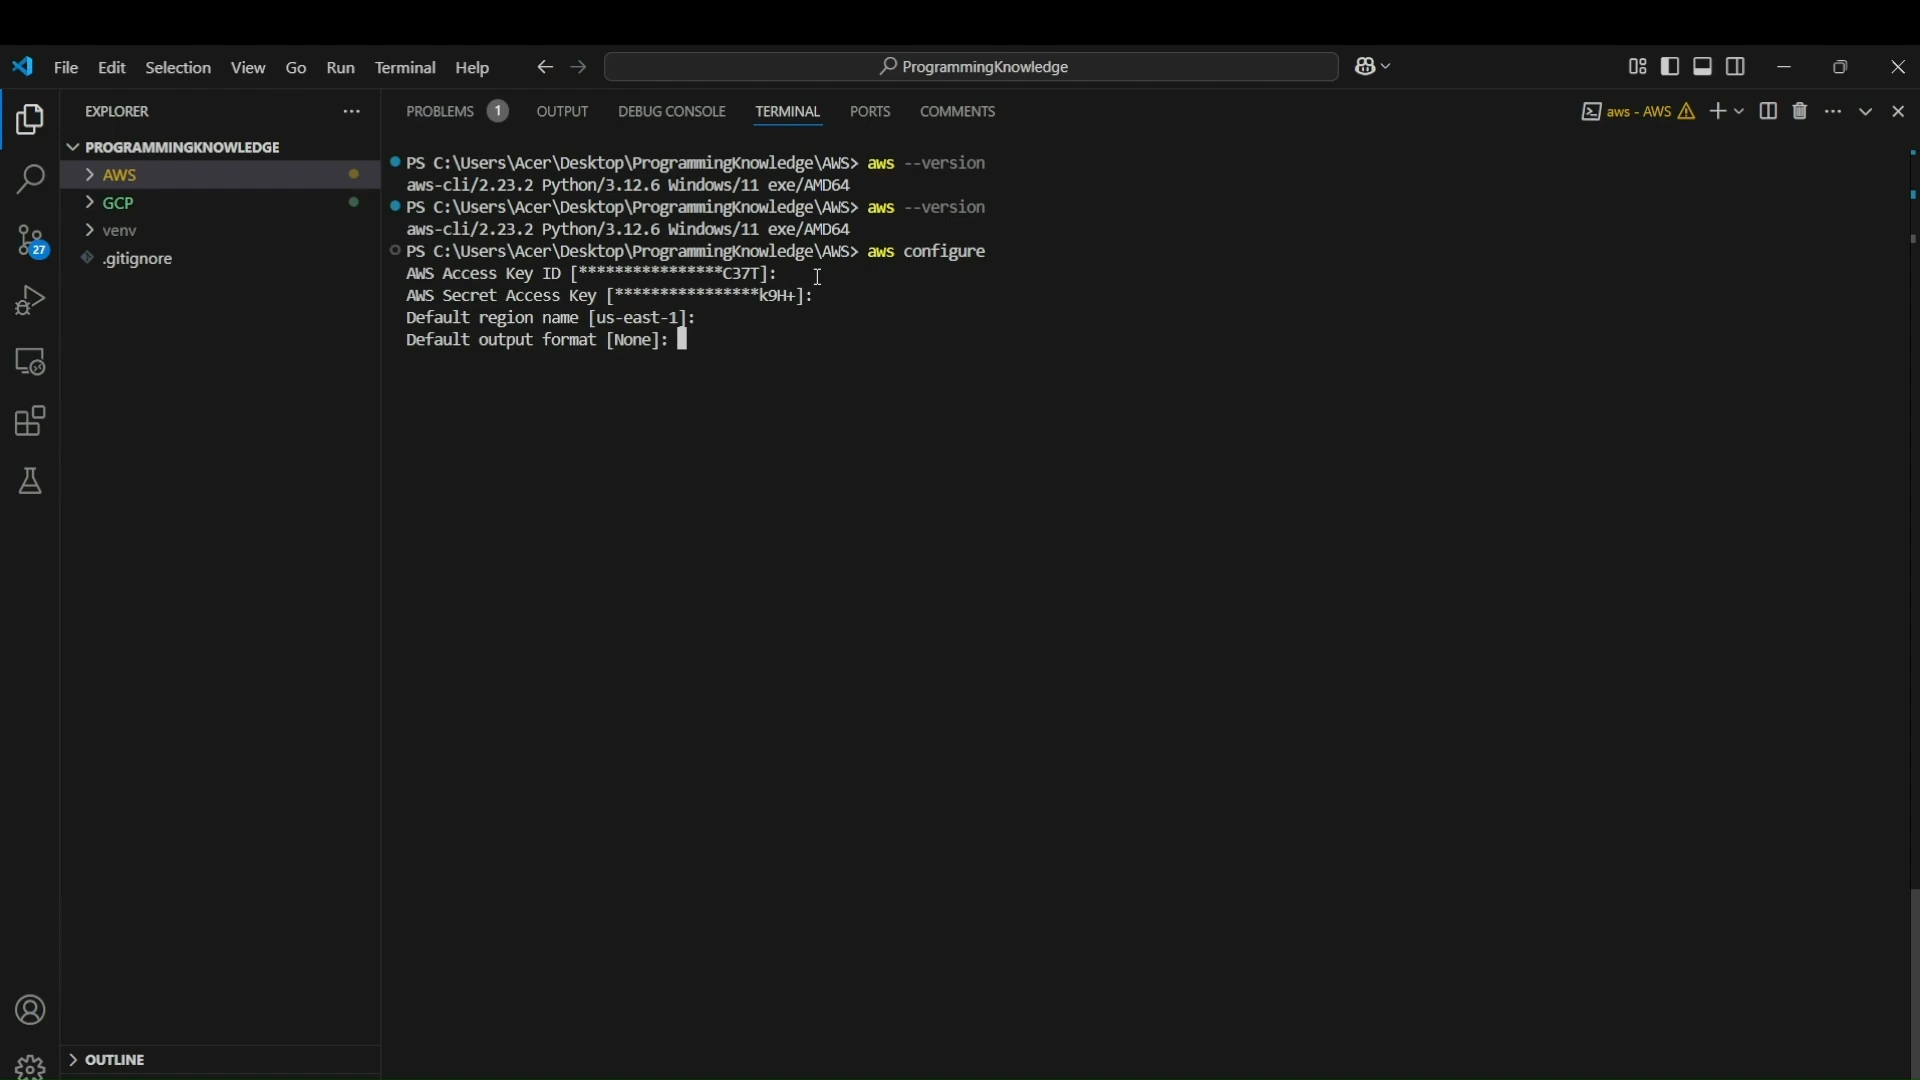 File Edit Selection View Go Run Terminal Help
ProgrammingKnowledge
EXPLORER
PROGRAMMINGKNOWLEDGE
AWS
GCP
venv
.gitignore
27
OUTLINE
PROBLEMS 1 OUTPUT DEBUG CONSOLE TERMINAL PORTS COMMENTS
aws - AWS
PS C:\Users\Acer\Desktop\ProgrammingKnowledge\AWS> aws --version
aws-cli/2.23.2 Python/3.12.6 Windows/11 exe/AMD64
PS C:\Users\Acer\Desktop\ProgrammingKnowledge\AWS> aws --version
aws-cli/2.23.2 Python/3.12.6 Windows/11 exe/AMD64
PS C:\Users\Acer\Desktop\ProgrammingKnowledge\AWS> aws configure
AWS Access Key ID [****************C37T]:
AWS Secret Access Key [****************k9H+]:
Default region name [us-east-1]:
Default output format [None]: